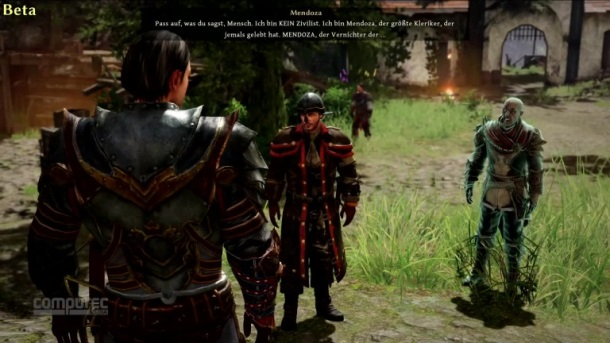 Beta
Mendoza
Pass auf, was du sagst, Mensch. Ich bin KEIN Zivilist. Ich bin Mendoza, der größte Kleriker, der
jemals gelebt hat. MENDOZA, der Vernichter der ...
computec